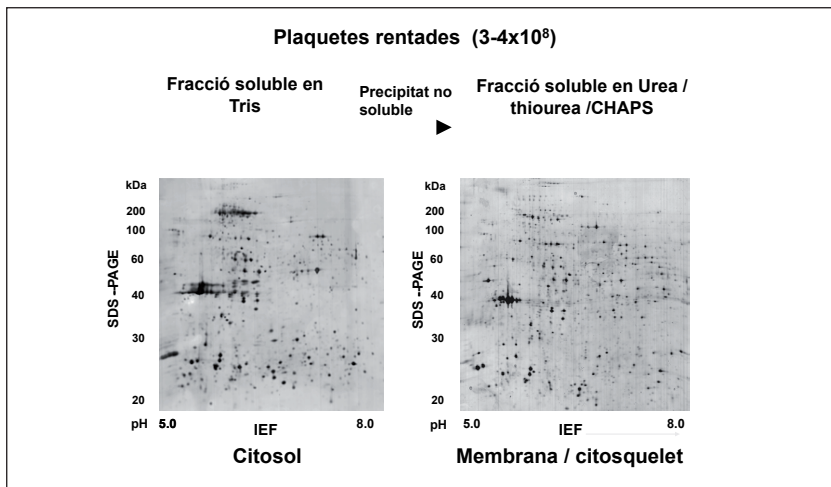 Plaquetes rentades (3-4x10⁸)
Fracció soluble en
Tris
Precipitat no
soluble
Fracció soluble en Urea /
thiourea /CHAPS
kDa
200
100
60
40
30
20
SDS –PAGE
pH
5.0
IEF
8.0
Citosol
kDa
200
100
60
40
30
20
SDS –PAGE
pH
5.0
IEF
8.0
Membrana / citosquelet